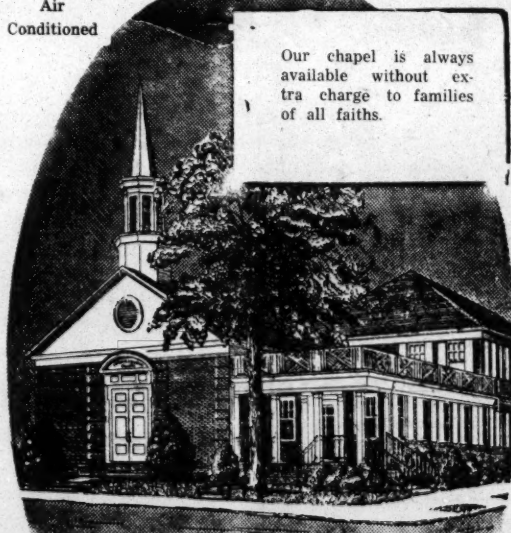 Air
Conditioned
Our chapel is always
available without ex-
tra charge to families
of all faiths.